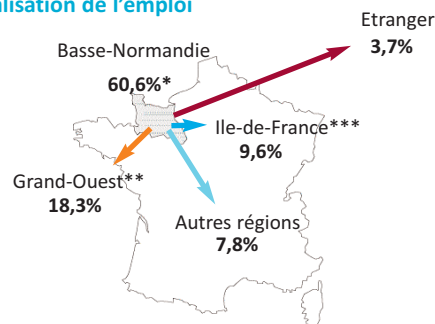 alisation de l'emploi
Etranger
3,7%
Basse-Normandie
60,6%*
Ile-de-France***
9,6%
Grand-Ouest**
18,3%
Autres régions
7,8%